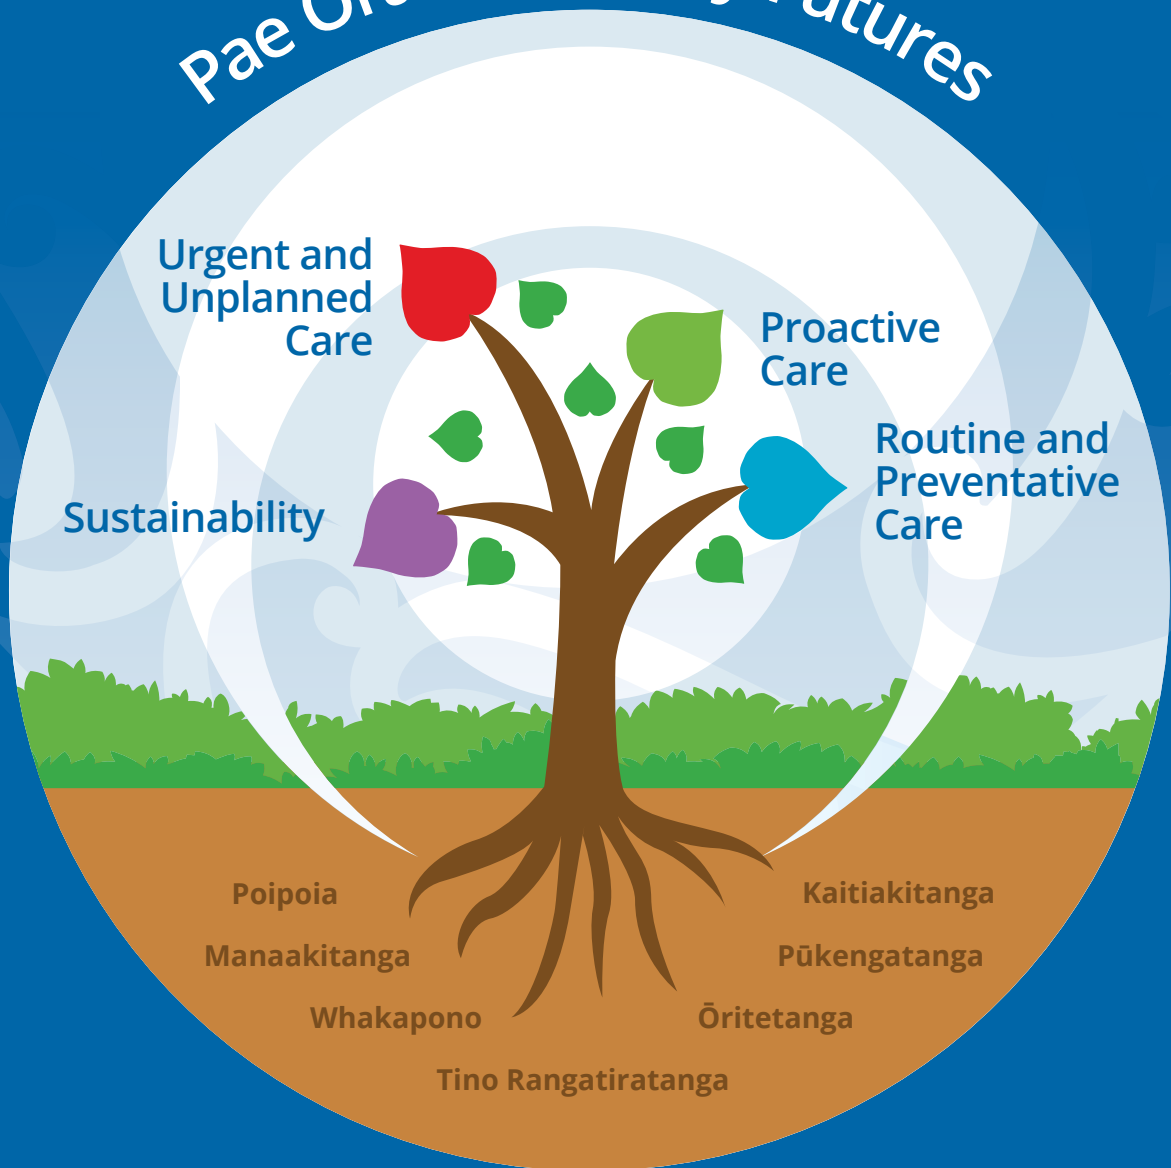 Pae
Futures
Urgent and
Unplanned
Care
Proactive
Care
Routine and
Preventative
Care
Sustainability
Poipoia
Kaitiakitanga
Manaakitanga
Pūkengatanga
Whakapono
Ōritetanga
Tino Rangatiratanga